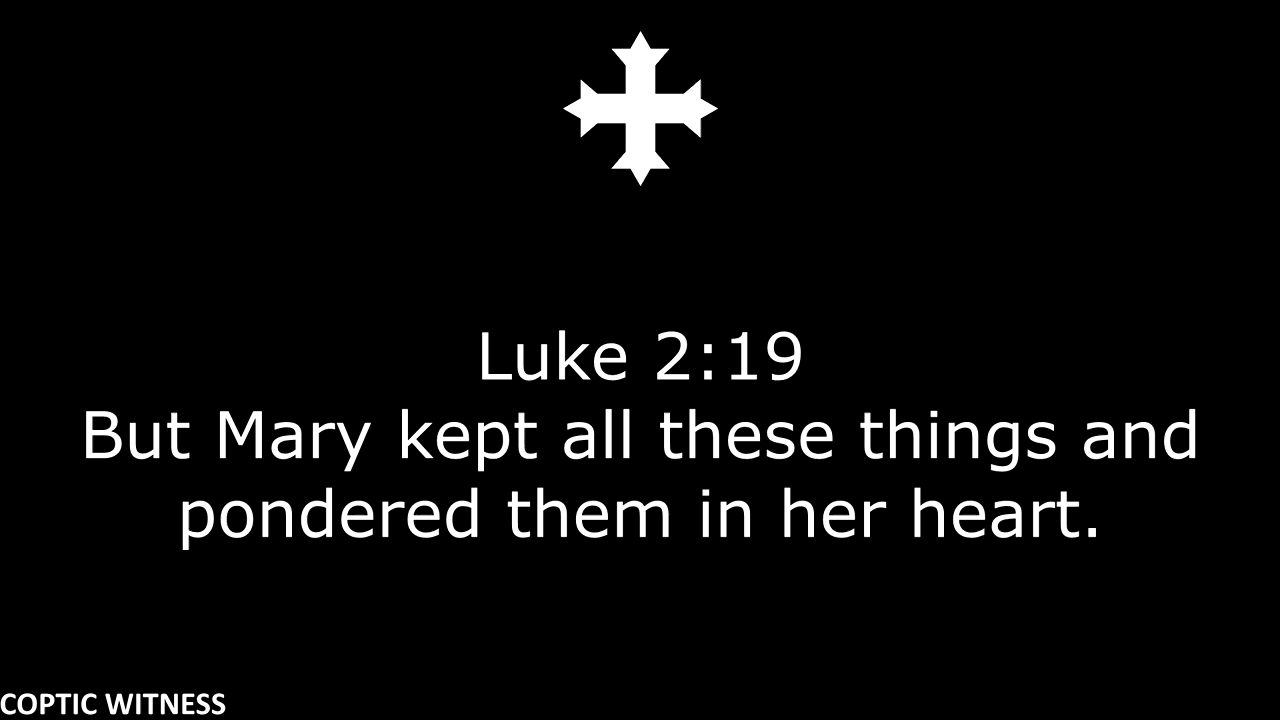 Luke 2:19
But Mary kept all these things and
pondered them in her heart.
COPTIC WITNESS